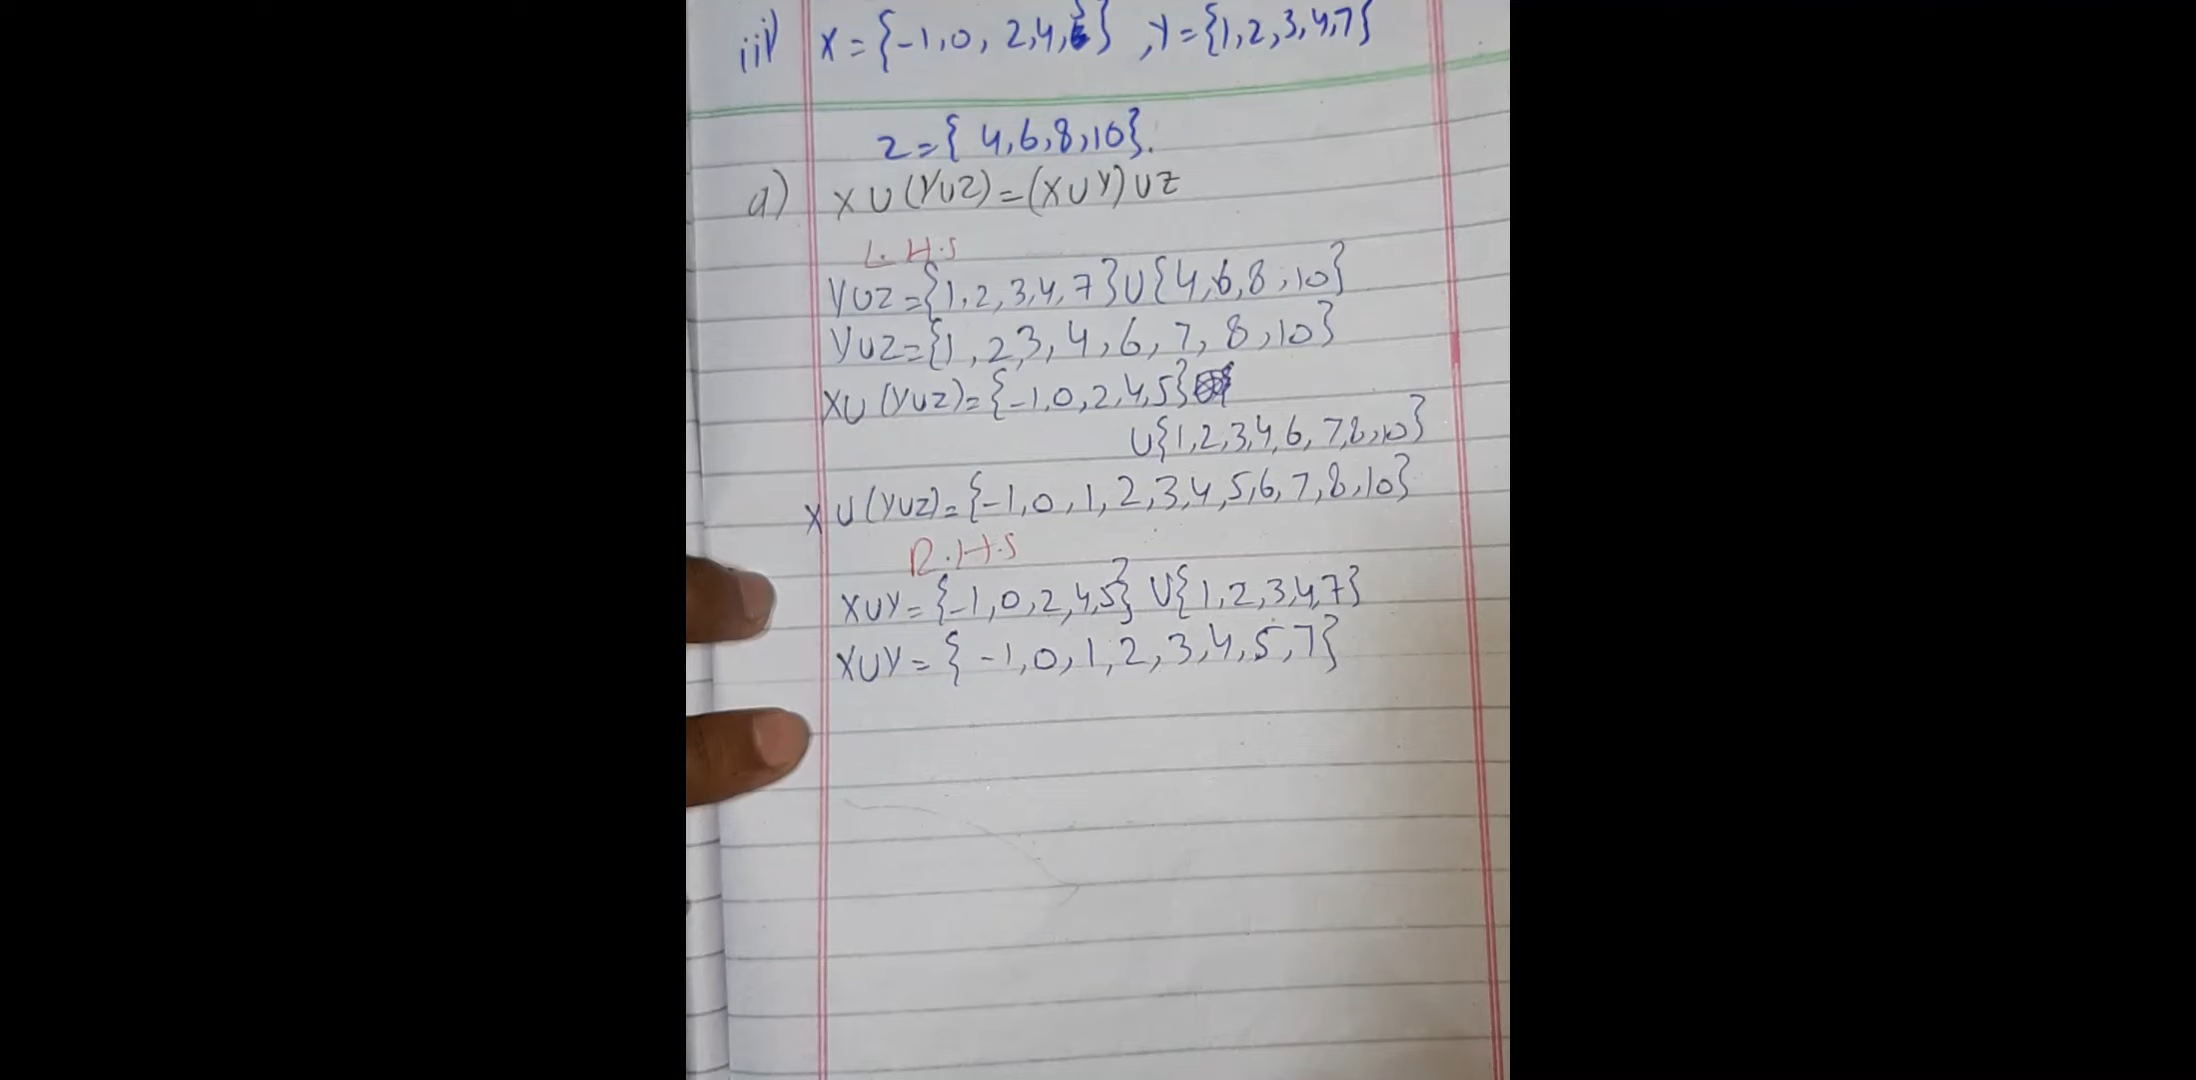 iii) X = {-1, 0, 2, 4, 5} , Y = {1, 2, 3, 4, 7}
Z = { 4, 6, 8, 10}.
a) X ∪ (Y∪Z) = (X ∪ Y) ∪ Z
L.H.S
Y∪Z = {1, 2, 3, 4, 7} ∪ {4, 6, 8, 10}
Y∪Z = {1, 2 3, 4, 6, 7, 8, 10}
X∪ (Y∪Z) = {-1, 0, 2, 4, 5}
∪{1, 2, 3, 4, 6, 7, 8, 10}
X ∪ (Y∪Z) = {-1, 0, 1, 2, 3, 4, 5, 6, 7, 8, 10}
R.H.S
X∪Y = {-1, 0, 2, 4, 5} ∪ {1, 2, 3, 4, 7}
X∪Y = { -1, 0, 1, 2, 3, 4, 5, 7}